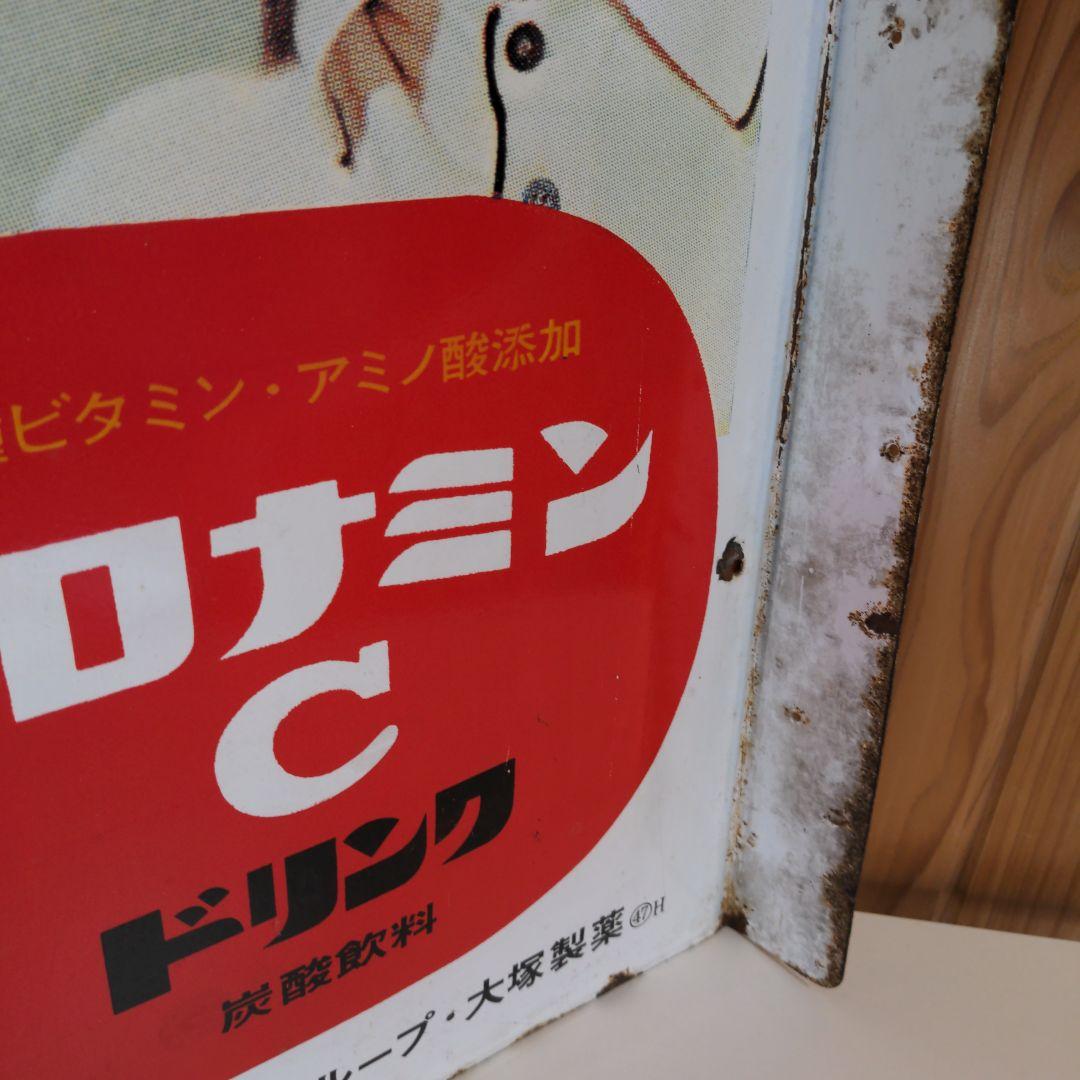 ビタミン・アミノ酸添加
ロナミン
C
ドリンク
炭酸飲料
ループ・大塚製薬 ㊼H